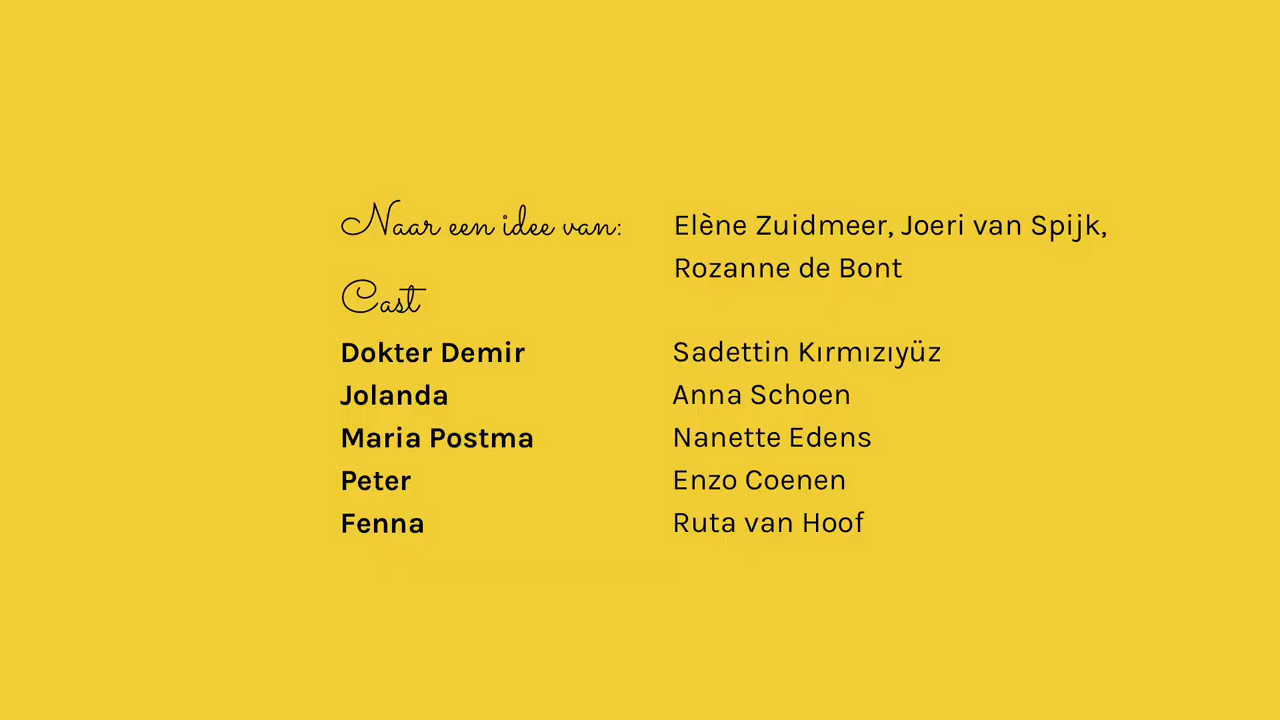 Naar een idee van: Elène Zuidmeer, Joeri van Spijk,
Rozanne de Bont
Cast
Dokter Demir Sadettin Kırmızıyüz
Jolanda Anna Schoen
Maria Postma Nanette Edens
Peter Enzo Coenen
Fenna Ruta van Hoof